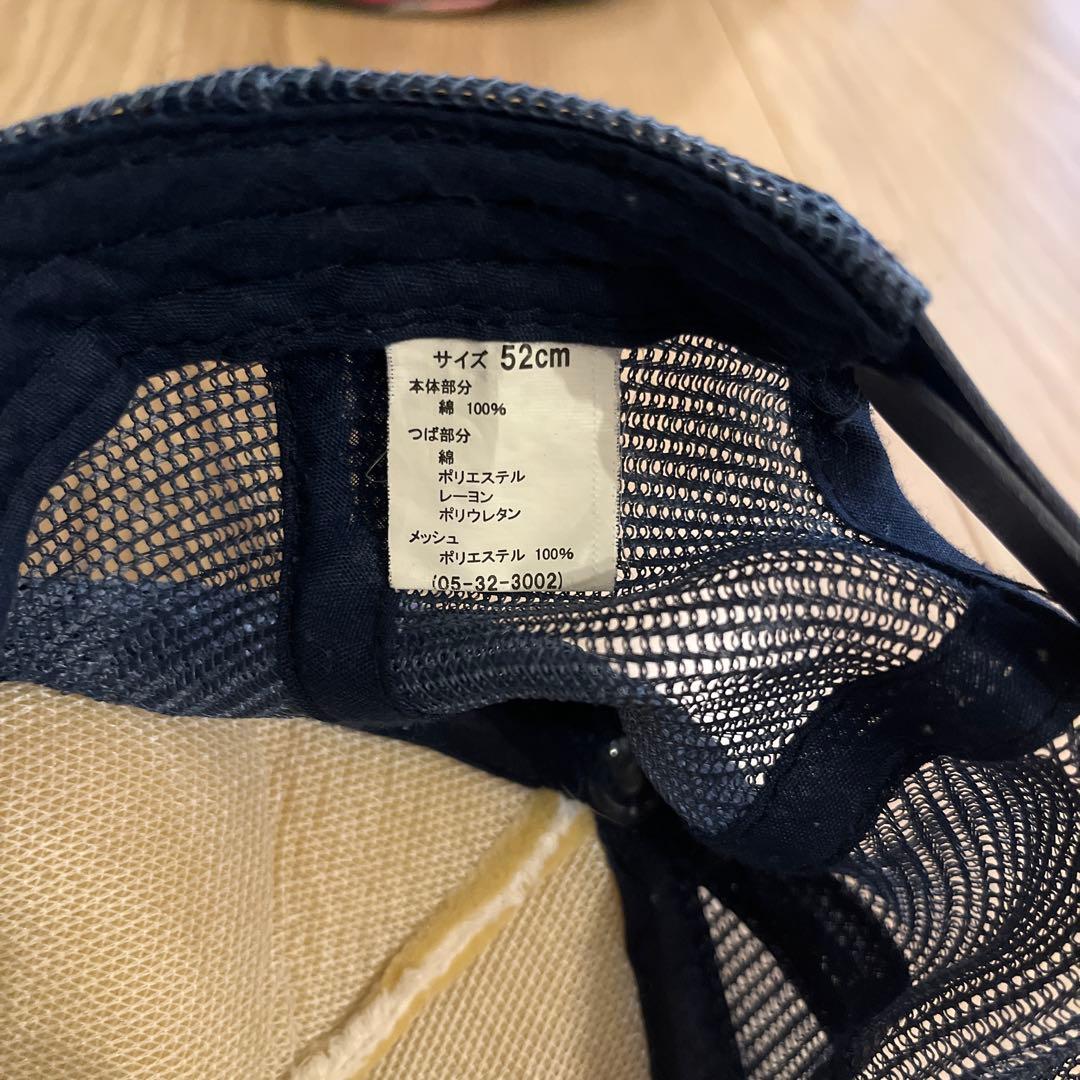 サイズ 52cm
本体部分
綿 100%
つば部分
綿
ポリエステル
レーヨン
ポリウレタン
メッシュ
ポリエステル 100%
(05-32-3002)